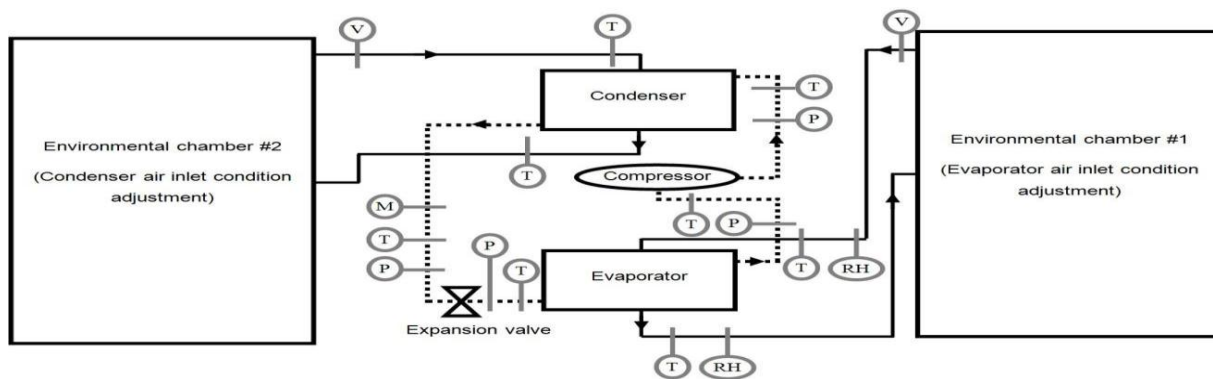 V
T
V
Condenser
T
P
Environmental chamber #2
(Condenser air inlet condition
adjustment)
Environmental chamber #1
(Evaporator air inlet condition
adjustment)
T
Compressor
M
T
P
T
P
P
T
T
RH
Evaporator
Expansion valve
T
RH